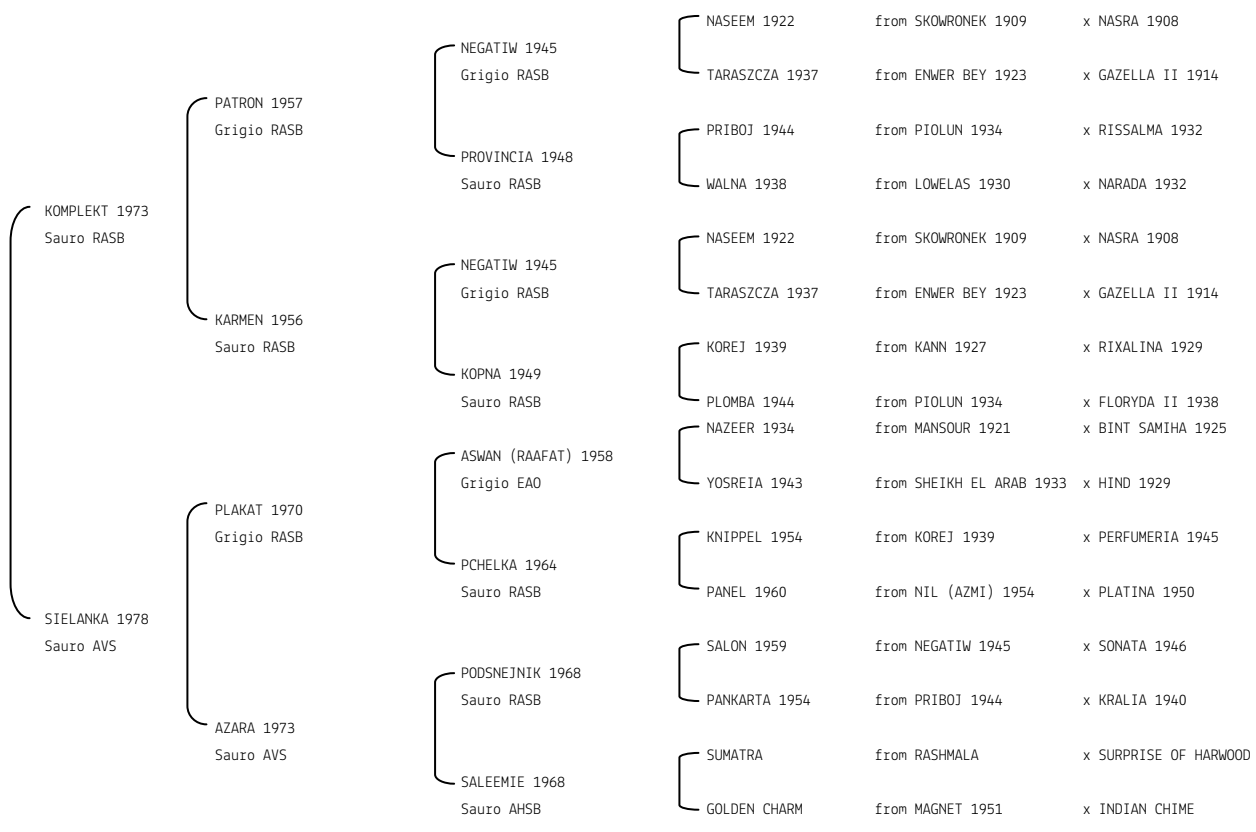 NASEEM 1922 from SKOWRONEK 1909 x NASRA 1908
NEGATIW 1945
Grigio RASB
TARASZCZA 1937 from ENWER BEY 1923 x GAZELLA II 1914
PATRON 1957
Grigio RASB
PRIBOJ 1944 from PIOLUN 1934 x RISSALMA 1932
PROVINCIA 1948
Sauro RASB
WALNA 1938 from LOWELAS 1930 x NARADA 1932
KOMPLEKT 1973
Sauro RASB
NASEEM 1922 from SKOWRONEK 1909 x NASRA 1908
NEGATIW 1945
Grigio RASB
TARASZCZA 1937 from ENWER BEY 1923 x GAZELLA II 1914
KARMEN 1956
Sauro RASB
KOREJ 1939 from KANN 1927 x RIXALINA 1929
KOPNA 1949
Sauro RASB
PLOMBA 1944 from PIOLUN 1934 x FLORYDA II 1938
NAZEER 1934 from MANSOUR 1921 x BINT SAMIHA 1925
ASWAN (RAAFAT) 1958
Grigio EAO
YOSREIA 1943 from SHEIKH EL ARAB 1933 x HIND 1929
PLAKAT 1970
Grigio RASB
KNIPPEL 1954 from KOREJ 1939 x PERFUMERIA 1945
PCHELKA 1964
Sauro RASB
PANEL 1960 from NIL (AZMI) 1954 x PLATINA 1950
SIELANKA 1978
Sauro AVS
SALON 1959 from NEGATIW 1945 x SONATA 1946
PODSNEJNIK 1968
Sauro RASB
PANKARTA 1954 from PRIBOJ 1944 x KRALIA 1940
AZARA 1973
Sauro AVS
SUMATRA from RASHMALA x SURPRISE OF HARWOOD
SALEEMIE 1968
Sauro AHSB
GOLDEN CHARM from MAGNET 1951 x INDIAN CHIME